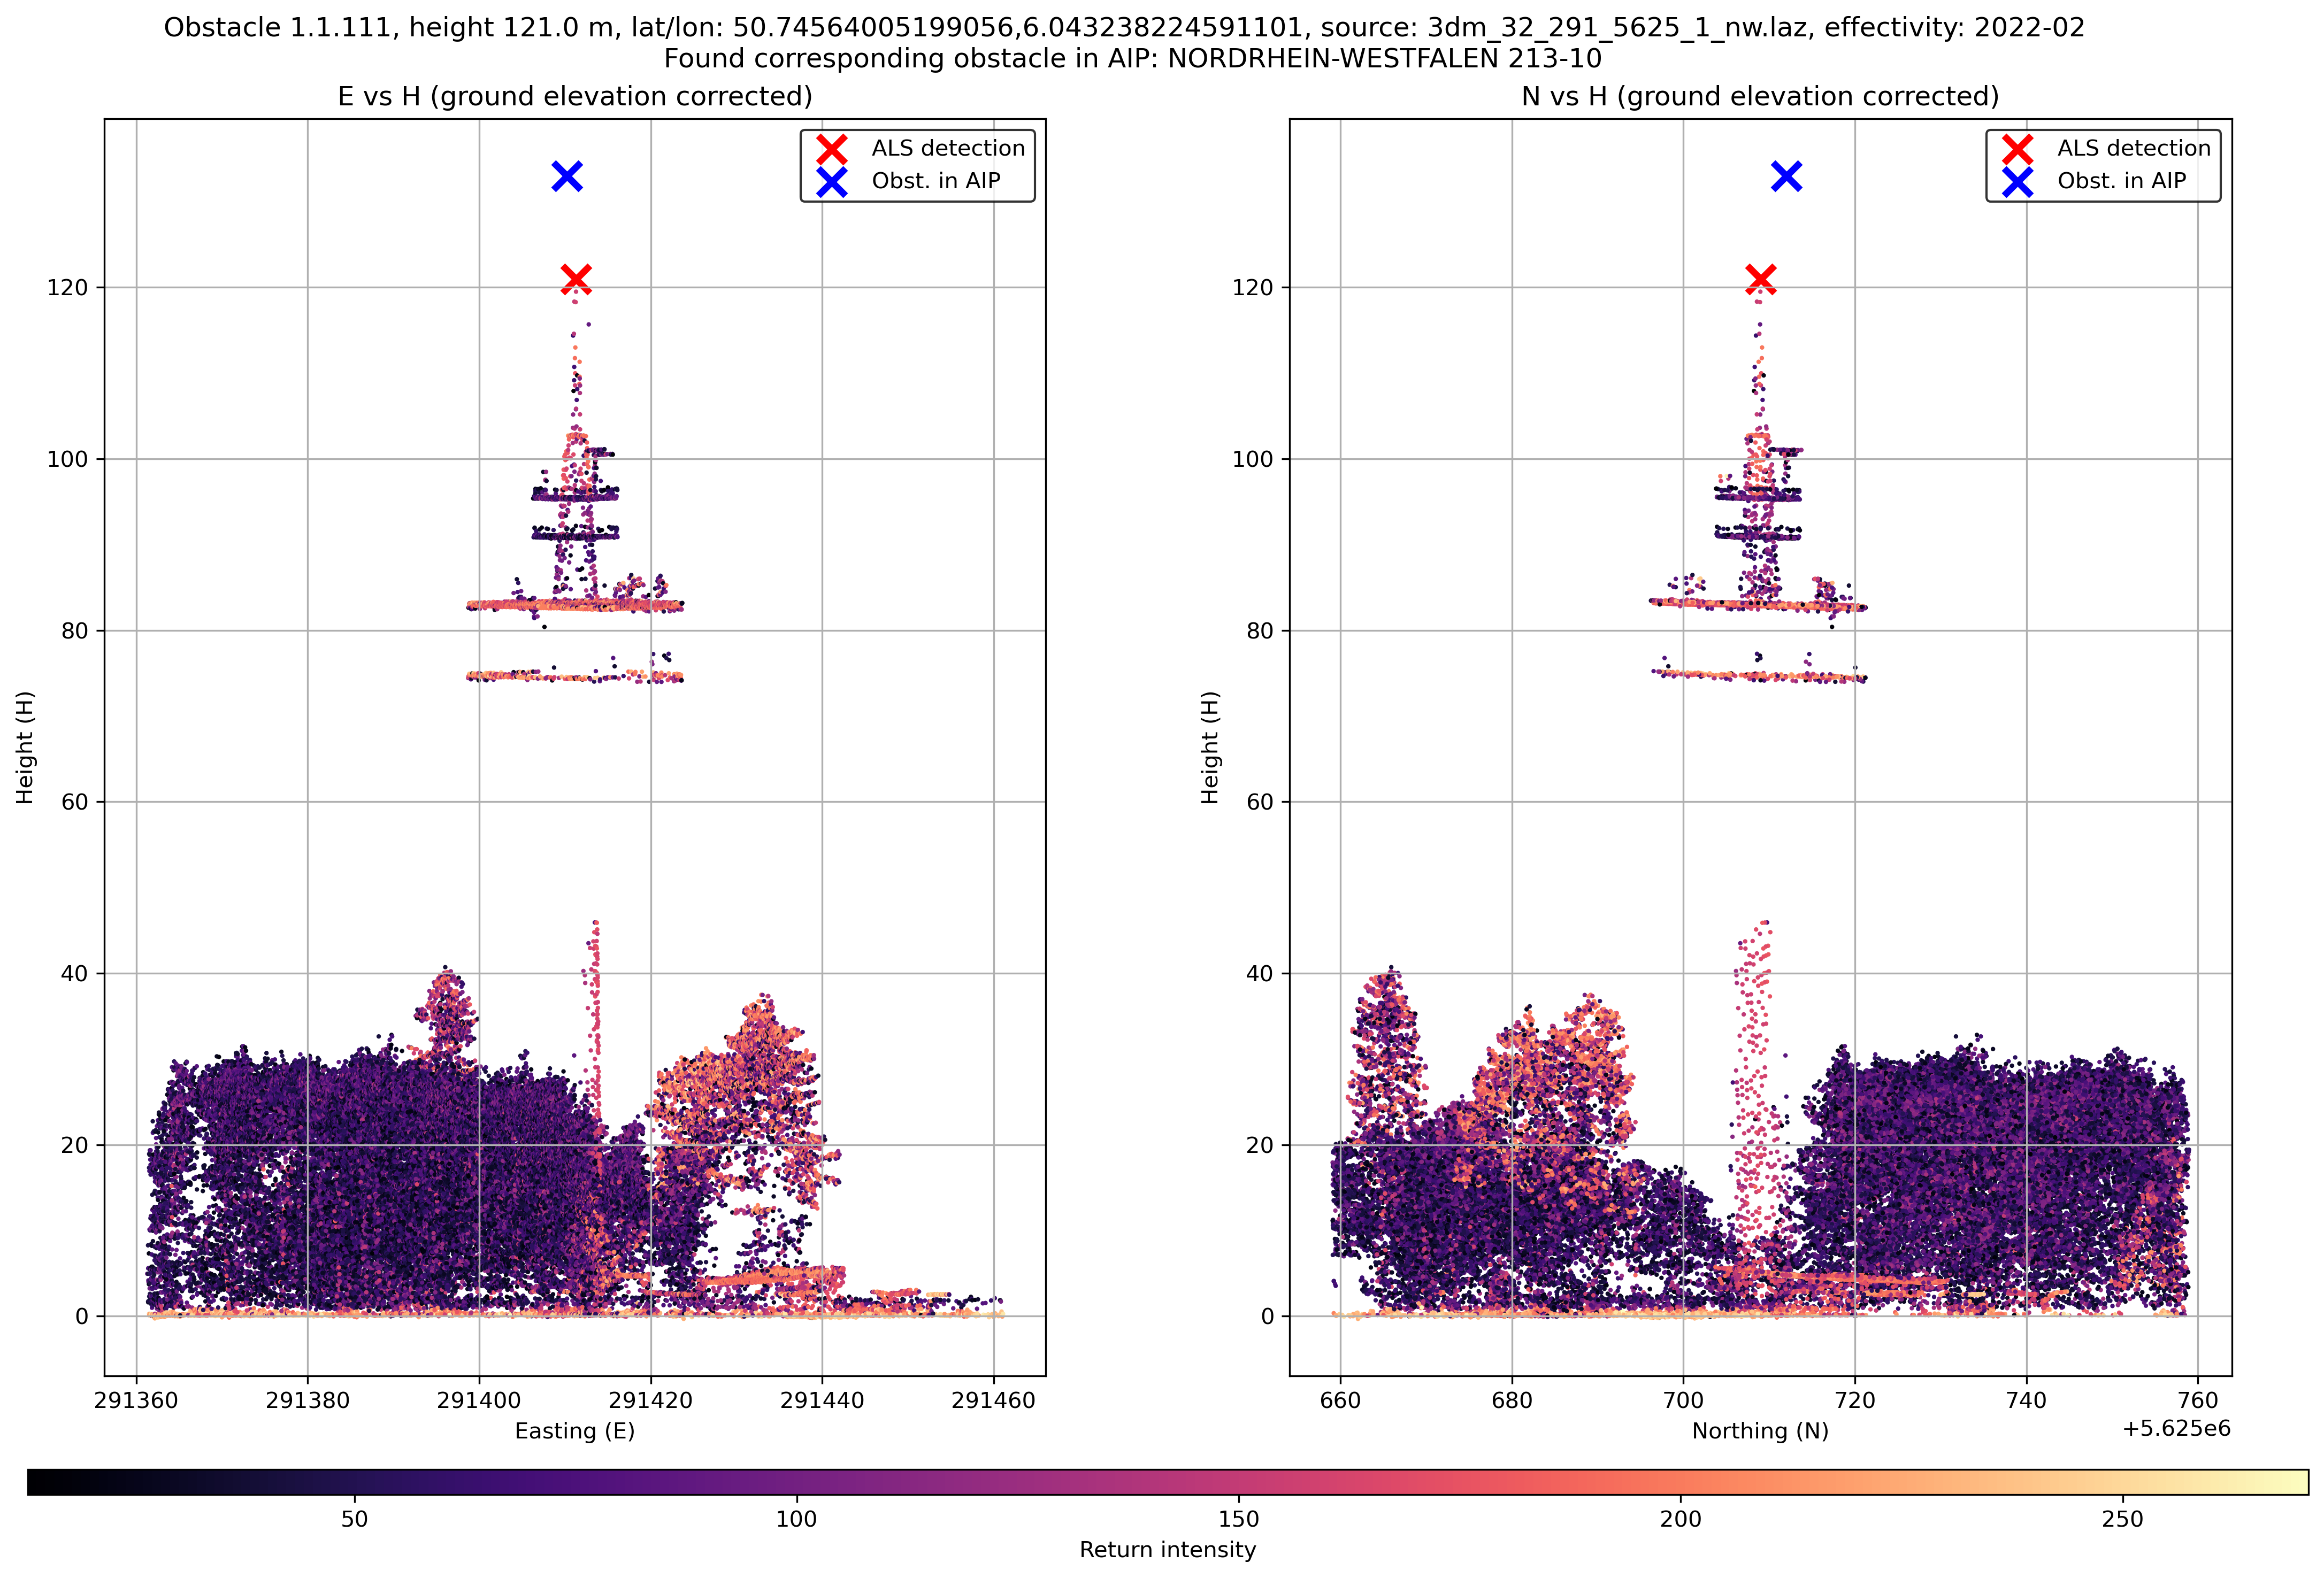 Obstacle 1.1.111, height 121.0 m, lat/lon: 50.74564005199056,6.043238224591101, source: 3dm_32_291_5625_1_nw.laz, effectivity: 2022-02
Found corresponding obstacle in AIP: NORDRHEIN-WESTFALEN 213-10
E vs H (ground elevation corrected)
ALS detection
Obst. in AIP
120
100
80
60
40
20
0
Height (H)
291360 291380 291400 291420 291440 291460
Easting (E)
N vs H (ground elevation corrected)
ALS detection
Obst. in AIP
120
100
80
60
40
20
0
Height (H)
660 680 700 720 740 760
+5.625e6
Northing (N)
50 100 150 200 250
Return intensity